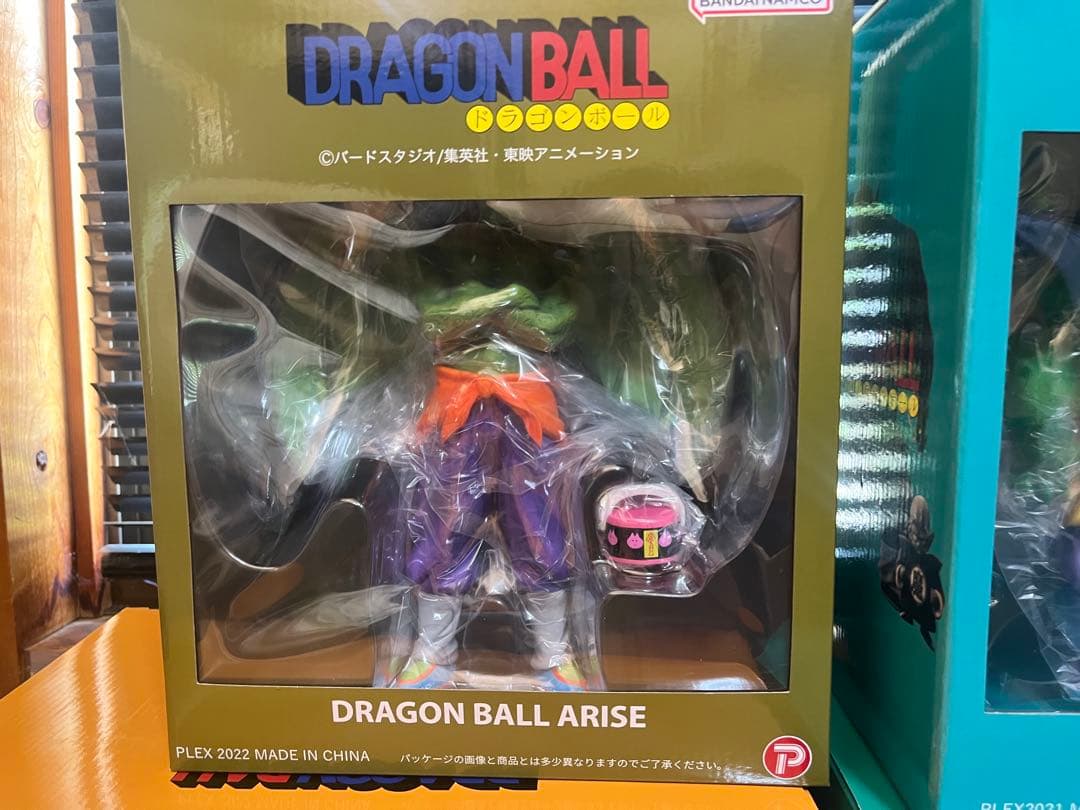 BANDAI NAMCO
DRAGON BALL
ドラゴンボール
©バードスタジオ/集英社・東映アニメーション
DRAGON BALL ARISE
PLEX 2022 MADE IN CHINA
パッケージの画像と商品とは多少異なりますのでご了承ください。
P
PLEX2021 M